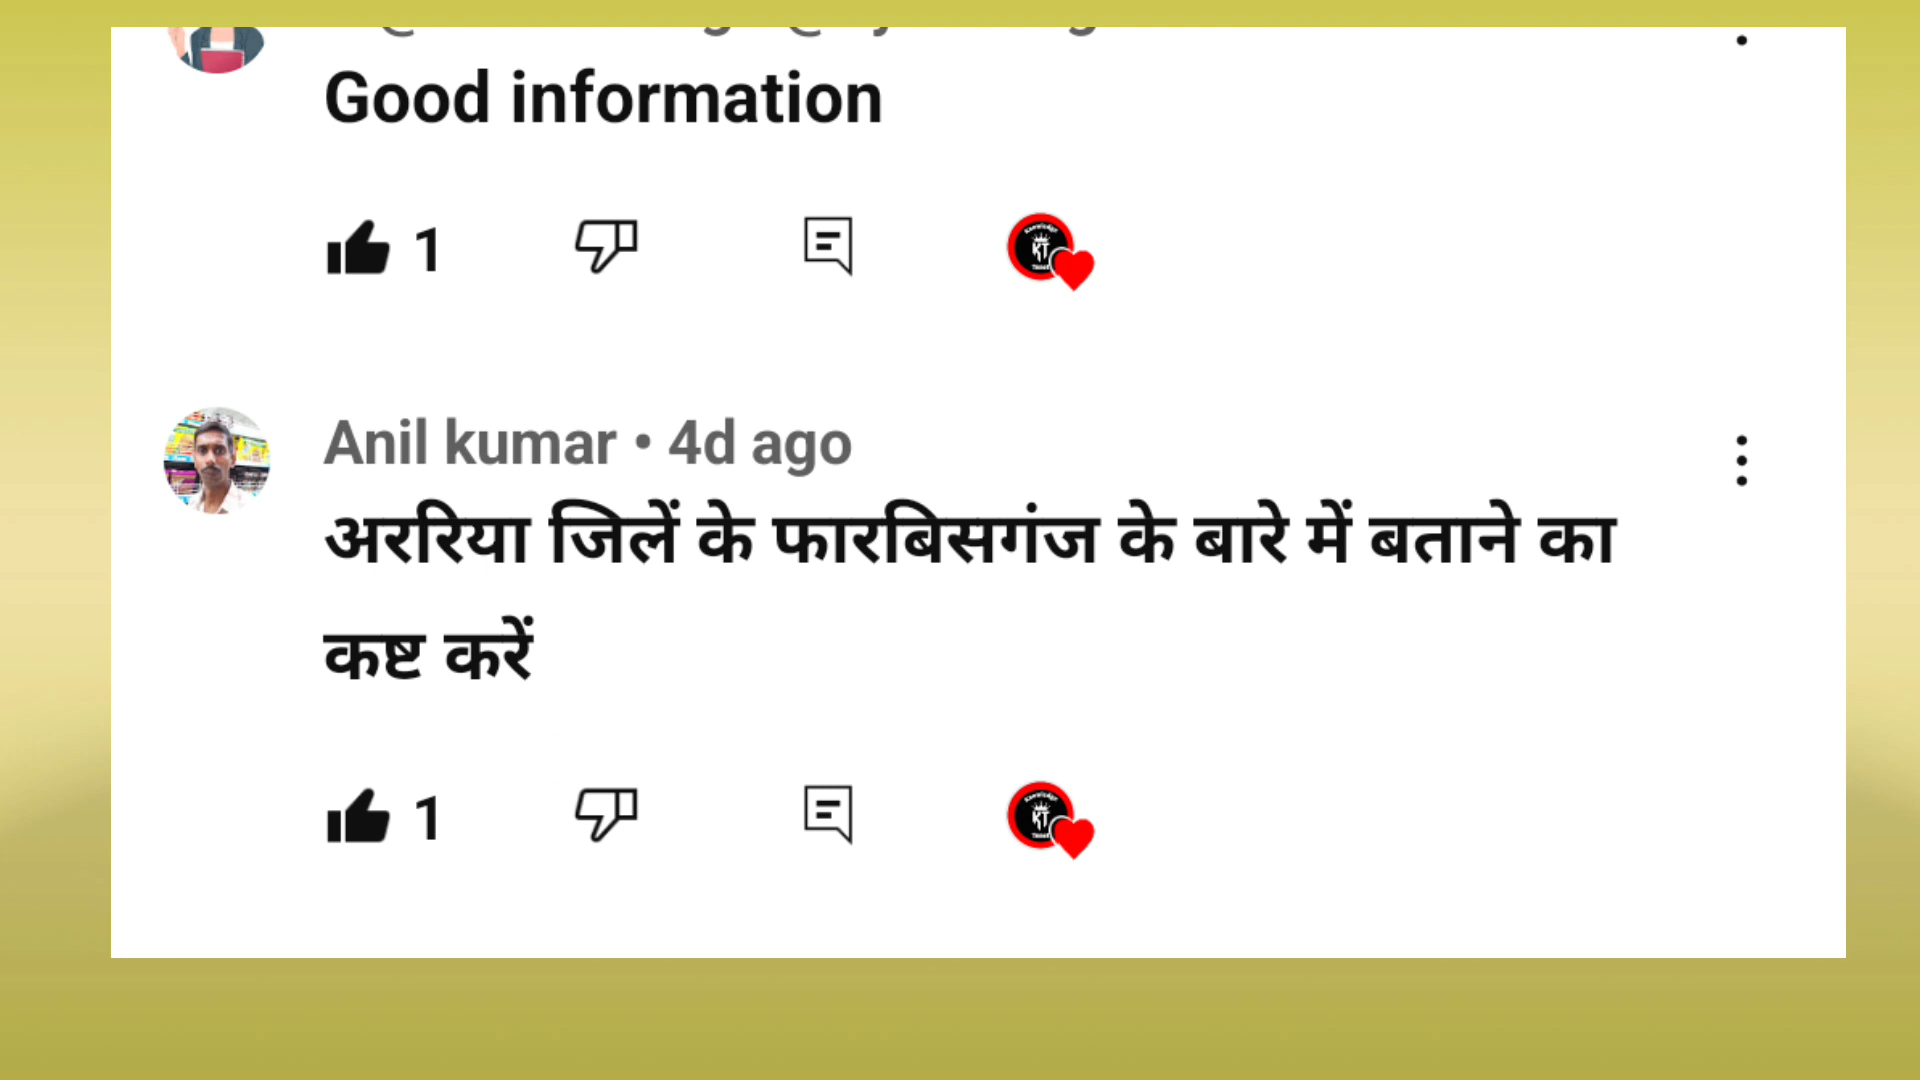 Good information
1
Anil kumar • 4d ago
अररिया जिलें के फारबिसगंज के बारे में बताने का
कष्ट करें
1